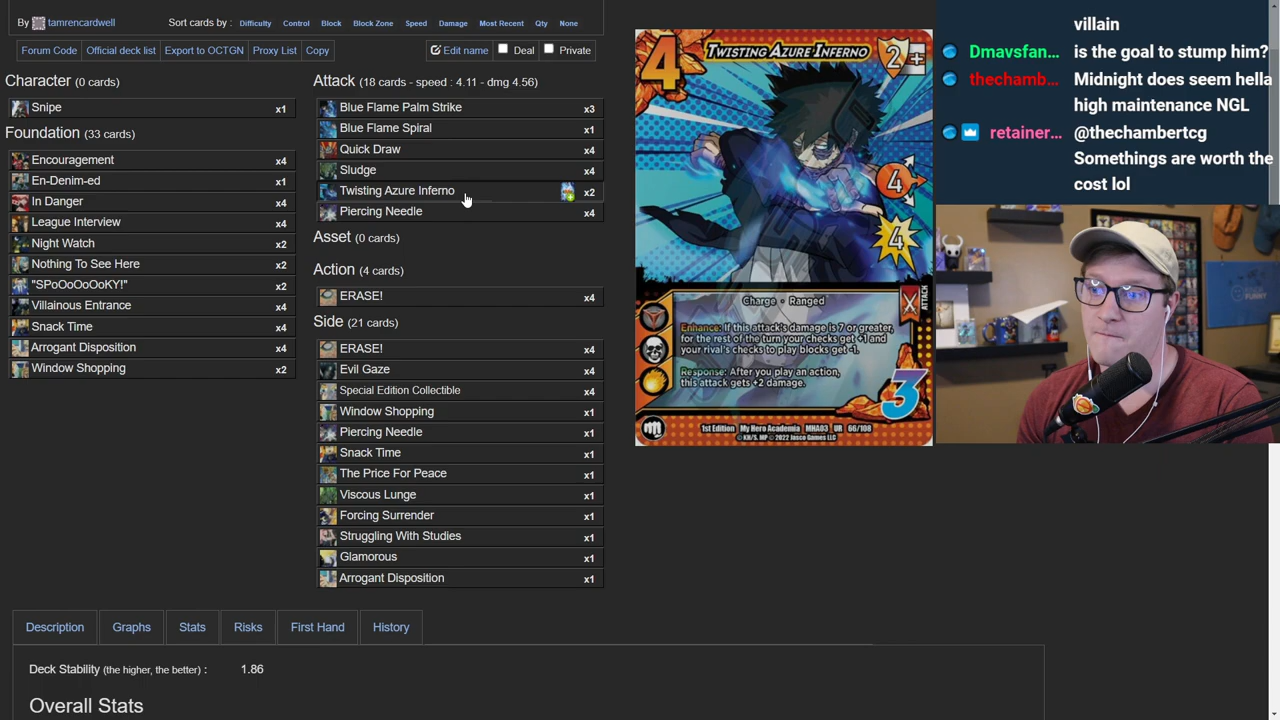 By tamrencardwell
Sort cards by : Difficulty Control Block Block Zone Speed Damage Most Recent Qty None
Forum Code Official deck list Export to OCTGN Proxy List Copy
Edit name Deal Private
Character (0 cards)
Snipe x1
Foundation (33 cards)
Encouragement x4
En-Denim-ed x1
In Danger x4
League Interview x4
Night Watch x2
Nothing To See Here x2
"SPoOoOoOoKY!" x2
Villainous Entrance x4
Snack Time x4
Arrogant Disposition x4
Window Shopping x2
Attack (18 cards - speed : 4.11 - dmg 4.56)
Blue Flame Palm Strike x3
Blue Flame Spiral x1
Quick Draw x4
Sludge x4
Twisting Azure Inferno x2
Piercing Needle x4
Asset (0 cards)
Action (4 cards)
ERASE! x4
Side (21 cards)
ERASE! x4
Evil Gaze x4
Special Edition Collectible x4
Window Shopping x1
Piercing Needle x1
Snack Time x1
The Price For Peace x1
Viscous Lunge x1
Forcing Surrender x1
Struggling With Studies x1
Glamorous x1
Arrogant Disposition x1
4
TWISTING AZURE INFERNO
2+
4
4
ATTACK
Charge • Ranged
Enhance: If this attack's damage is 7 or greater,
for the rest of the turn your checks get +1 and
your rival's checks to play blocks get -1.
Response: After you play an action,
this attack gets +2 damage.
3
1st Edition My Hero Academia MHA03 UR 66/108
© KH/S, MP © 2022 Jasco Games LLC
villain
Dmavsfan... is the goal to stump him?
thechamb... Midnight does seem hella
high maintenance NGL
retainer... @thechambertcg
Somethings are worth the
cost lol
Description Graphs Stats Risks First Hand History
Deck Stability (the higher, the better) : 1.86
Overall Stats